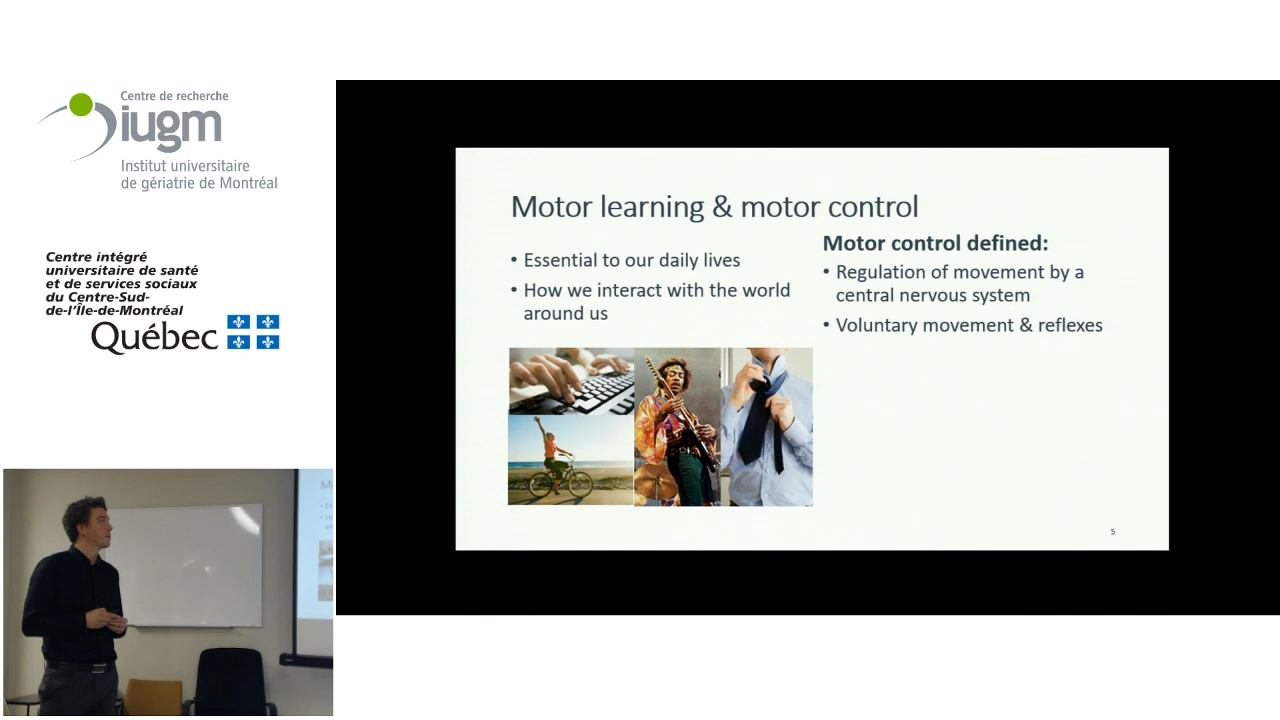 Centre de recherche
iugm
Institut universitaire
de gériatrie de Montréal
Centre intégré
universitaire de santé
et de services sociaux
du Centre-Sud-
de-l'Île-de-Montréal
Québec
Motor learning & motor control
• Essential to our daily lives
• How we interact with the world
around us
Motor control defined:
• Regulation of movement by a
central nervous system
• Voluntary movement & reflexes
5